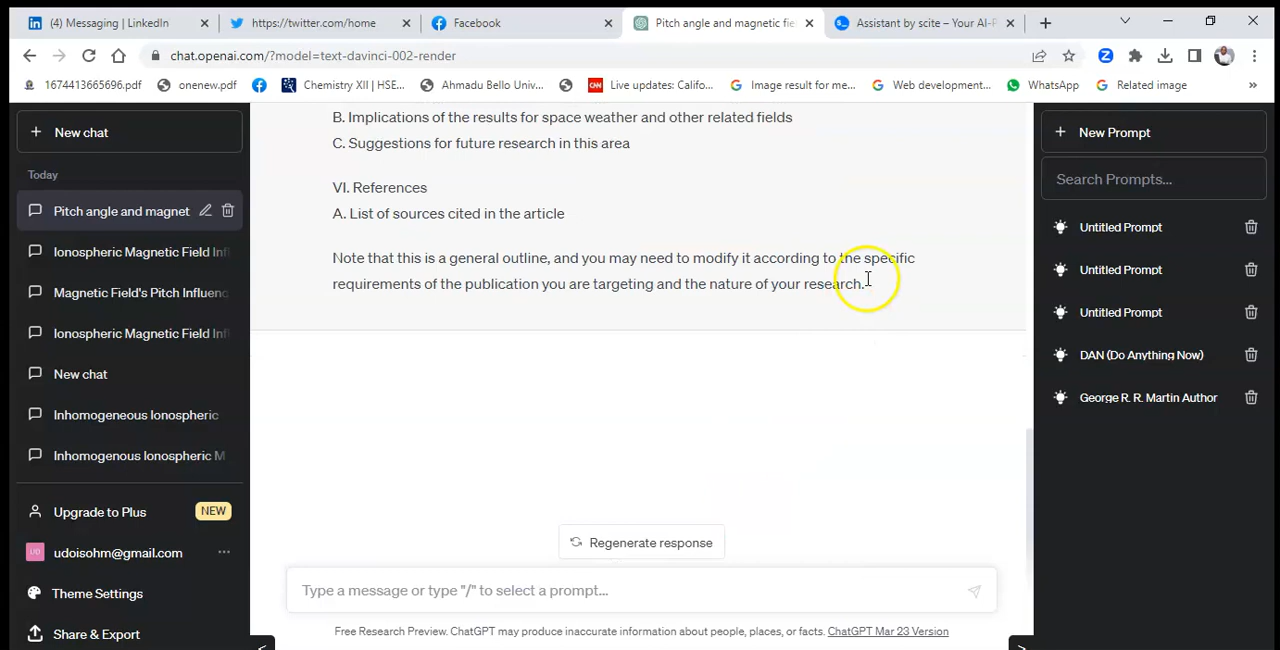 (4) Messaging | LinkedIn
https://twitter.com/home
Facebook
Pitch angle and magnetic fie
Assistant by scite – Your AI-P
chat.openai.com/?model=text-davinci-002-render
1674413665696.pdf
onenew.pdf
Chemistry XII | HSE...
Ahmadu Bello Univ...
CNN
Live updates: Califo...
Image result for me...
Web development...
WhatsApp
Related image
»
+ New chat
Today
Pitch angle and magnet
Ionospheric Magnetic Field Infl
Magnetic Field's Pitch Influenc
Ionospheric Magnetic Field Infl
New chat
Inhomogeneous Ionospheric
Inhomogenous Ionospheric M
Upgrade to Plus NEW
UD udoisohm@gmail.com ...
Theme Settings
Share & Export
B. Implications of the results for space weather and other related fields
C. Suggestions for future research in this area
VI. References
A. List of sources cited in the article
Note that this is a general outline, and you may need to modify it according to the specific
requirements of the publication you are targeting and the nature of your research.
Regenerate response
Type a message or type "/" to select a prompt...
Free Research Preview. ChatGPT may produce inaccurate information about people, places, or facts. ChatGPT Mar 23 Version
+ New Prompt
Search Prompts...
Untitled Prompt
Untitled Prompt
Untitled Prompt
DAN (Do Anything Now)
George R. R. Martin Author